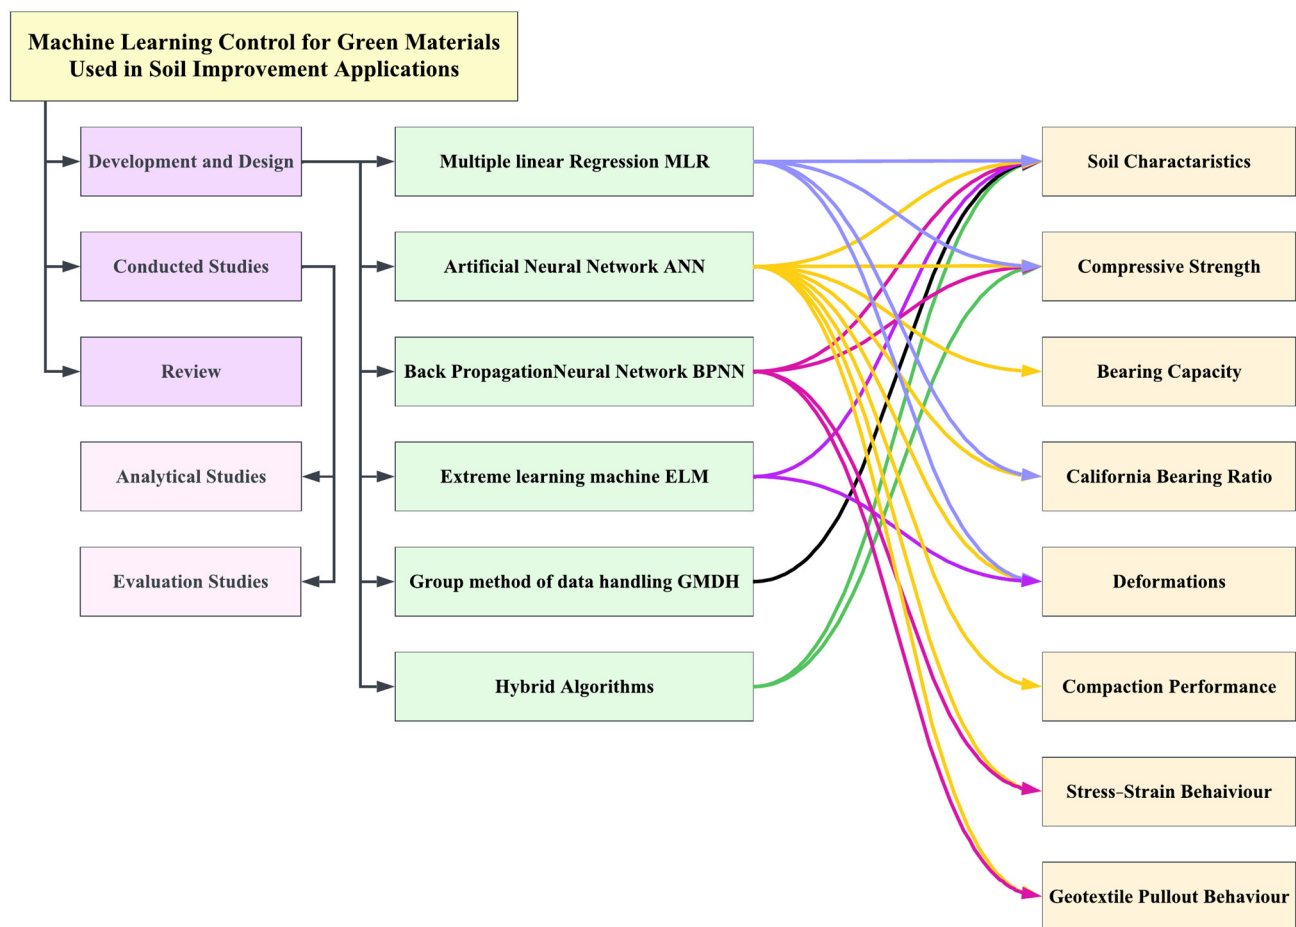 Machine Learning Control for Green Materials
Used in Soil Improvement Applications
Development and Design
Conducted Studies
Review
Analytical Studies
Evaluation Studies
Multiple linear Regression MLR
Artificial Neural Network ANN
Back PropagationNeural Network BPNN
Extreme learning machine ELM
Group method of data handling GMDH
Hybrid Algorithms
Soil Charactaristics
Compressive Strength
Bearing Capacity
California Bearing Ratio
Deformations
Compaction Performance
Stress-Strain Behaiviour
Geotextile Pullout Behaviour